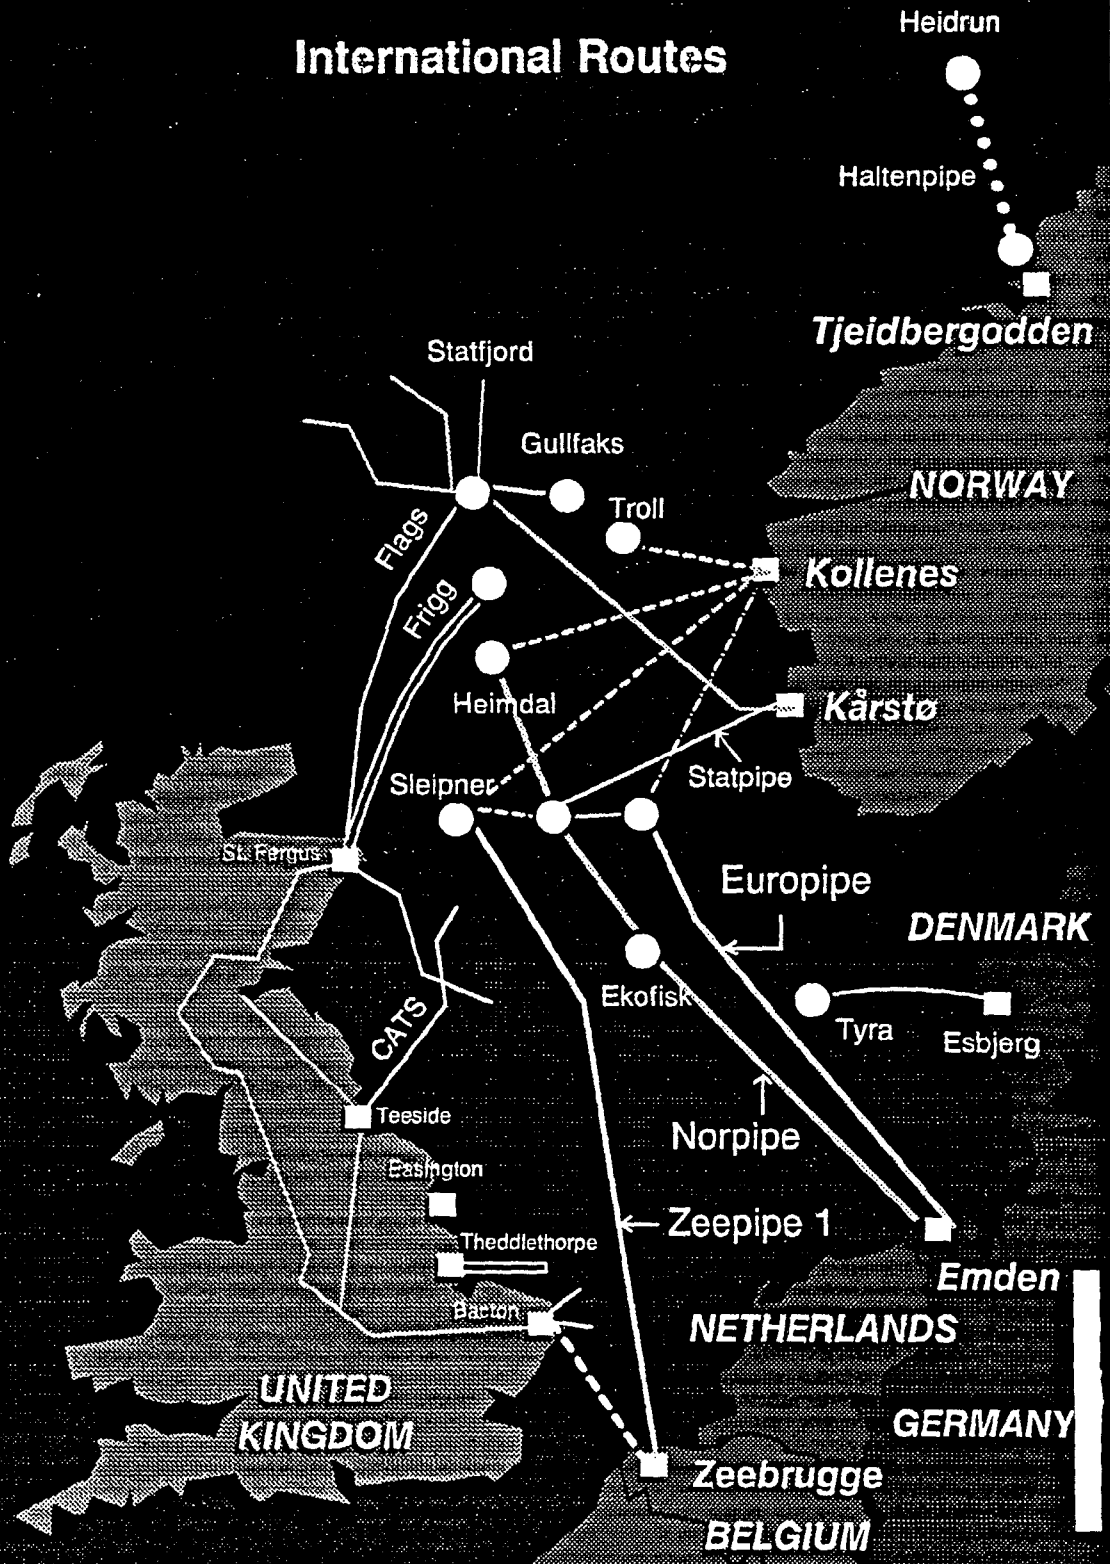 Heidrun
International Routes
Haltenpipe
Tjeidbergodden
Statfjord
Gullfaks
NORWAY
Troll
Flags
Kollenes
Frigg
Heimdal
Kårstø
Statpipe
Sleipner
St. Fergus
Europipe
DENMARK
Ekofisk
CATS
Tyra
Esbjerg
Teeside
Norpipe
Easington
Zeepipe 1
Theddlethorpe
Emden
Bacton
NETHERLANDS
UNITED
KINGDOM
GERMANY
Zeebrugge
BELGIUM